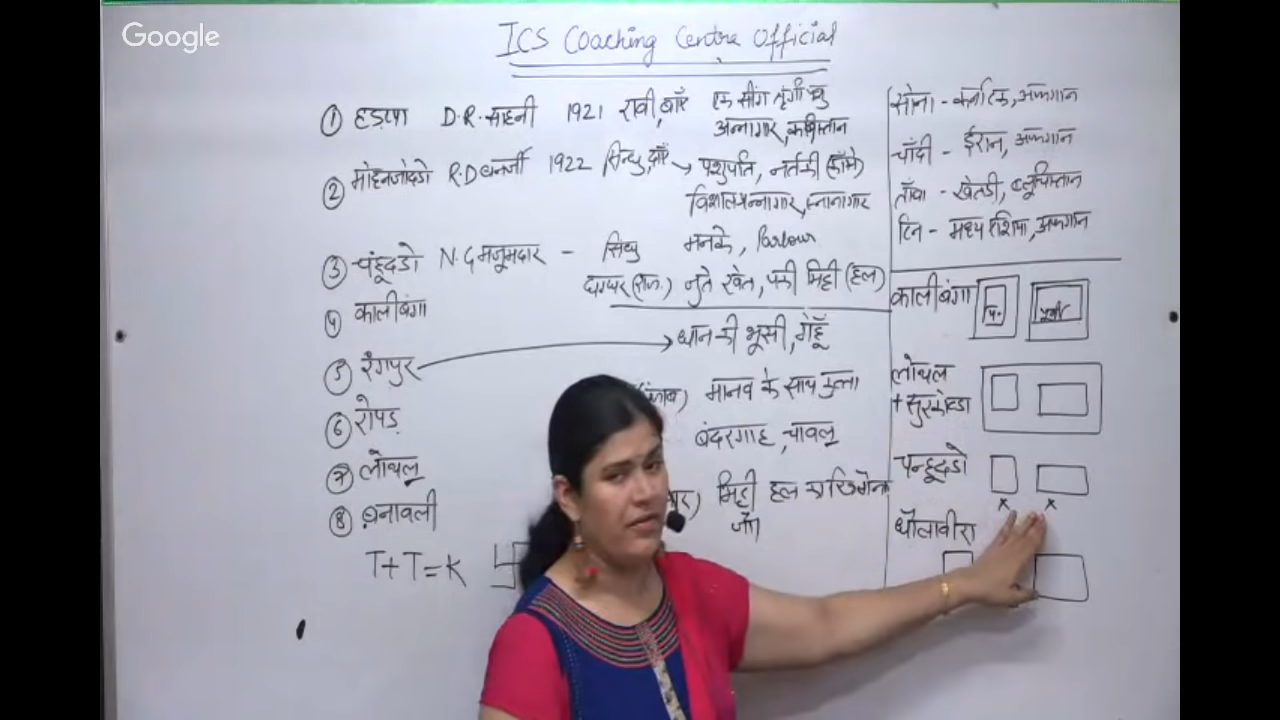 Google
ICS Coaching Centre Official
① हड़प्पा D.R. साहनी 1921 रावी, बाएँ एक सींग श्रृंगी पशु
अन्नागार, कब्रिस्तान
② मोहनजोदड़ो R.D बनर्जी 1922 सिन्धु, दाएँ → पशुपति, नर्तकी (काँसे)
विशाल अन्नागार, स्नानागार
③ चंहूदडो N.G मजूमदार - सिंधु मनके,
④ कालीबंगा घग्घर (राज.) जुते खेत, पकी मिट्टी (हल)
⑤ रंगपुर → धान की भूसी, गेहूँ
⑥ रोपड़ मानव के साथ कुत्ता
⑦ लोथल बंदरगाह, चावल
⑧ बनावली मिट्टी हल का खिलौना
जौ
T+T=K
सोना - कर्नाटक, अफगान
चाँदी - ईरान, अफगान
ताँबा - खेतडी, बलूचिस्तान
टिन - मध्य एशिया, अफगान
कालीबंगा प. पूर्व
लोथल
+ सुरकोटडा
चन्हूदडो
x x
धौलावीरा